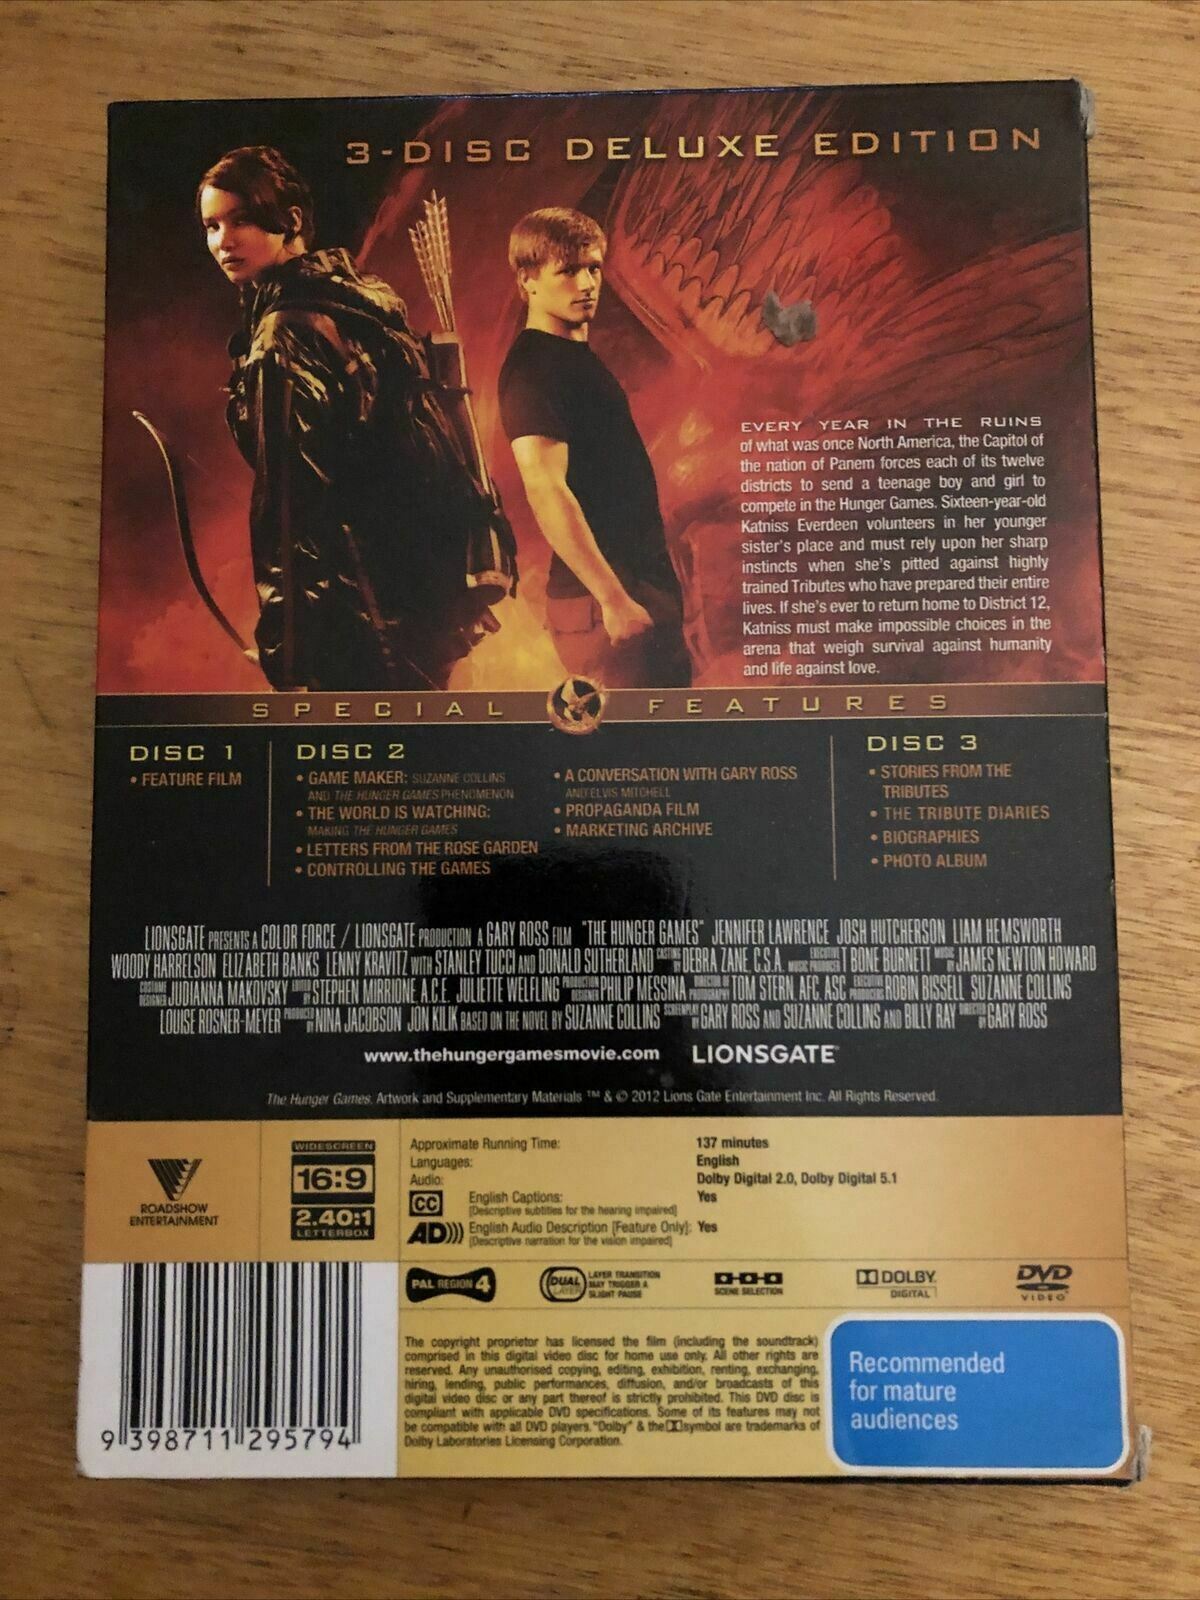 3-DISC DELUXE EDITION
EVERY YEAR IN THE RUINS
of what was once North America, the Capitol of
the nation of Panem forces each of its twelve
districts to send a teenage boy and girl to
compete in the Hunger Games. Sixteen-year-old
Katniss Everdeen volunteers in her younger
sister's place and must rely upon her sharp
instincts when she's pitted against highly
trained Tributes who have prepared their entire
lives. If she's ever to return home to District 12,
Katniss must make impossible choices in the
arena that weigh survival against humanity
and life against love.
SPECIAL FEATURES
DISC 1
• FEATURE FILM
DISC 2
• GAME MAKER: SUZANNE COLLINS
AND THE HUNGER GAMES PHENOMENON
• THE WORLD IS WATCHING:
MAKING THE HUNGER GAMES
• LETTERS FROM THE ROSE GARDEN
• CONTROLLING THE GAMES
• A CONVERSATION WITH GARY ROSS
AND ELVIS MITCHELL
• PROPAGANDA FILM
• MARKETING ARCHIVE
DISC 3
• STORIES FROM THE
TRIBUTES
• THE TRIBUTE DIARIES
• BIOGRAPHIES
• PHOTO ALBUM
LIONSGATE PRESENTS A COLOR FORCE / LIONSGATE PRODUCTION A GARY ROSS FILM "THE HUNGER GAMES" JENNIFER LAWRENCE JOSH HUTCHERSON LIAM HEMSWORTH
WOODY HARRELSON ELIZABETH BANKS LENNY KRAVITZ WITH STANLEY TUCCI AND DONALD SUTHERLAND CASTING BY DEBRA ZANE, C.S.A. EXECUTIVE MUSIC PRODUCER T BONE BURNETT MUSIC BY JAMES NEWTON HOWARD
COSTUME DESIGNER JUDIANNA MAKOVSKY EDITED BY STEPHEN MIRRIONE, A.C.E. JULIETTE WELFLING PRODUCTION DESIGNER PHILIP MESSINA DIRECTOR OF PHOTOGRAPHY TOM STERN, AFC, ASC EXECUTIVE PRODUCERS ROBIN BISSELL SUZANNE COLLINS
LOUISE ROSNER-MEYER PRODUCED BY NINA JACOBSON JON KILIK BASED ON THE NOVEL BY SUZANNE COLLINS SCREENPLAY BY GARY ROSS AND SUZANNE COLLINS AND BILLY RAY DIRECTED BY GARY ROSS
www.thehungergamesmovie.com LIONSGATE
The Hunger Games, Artwork and Supplementary Materials ™ & © 2012 Lions Gate Entertainment Inc. All Rights Reserved.
ROADSHOW
ENTERTAINMENT
WIDESCREEN
16:9
2.40:1
LETTERBOX
Approximate Running Time: 137 minutes
Languages: English
Audio: Dolby Digital 2.0, Dolby Digital 5.1
CC English Captions: Yes
[Descriptive subtitles for the hearing impaired]
AD))) English Audio Description [Feature Only]: Yes
[Descriptive narration for the vision impaired]
PAL REGION 4
DUAL LAYER
LAYER TRANSITION
MAY TRIGGER A
SLIGHT PAUSE
SCENE SELECTION
DOLBY
DIGITAL
DVD
VIDEO
The copyright proprietor has licensed the film (including the soundtrack)
comprised in this digital video disc for home use only. All other rights are
reserved. Any unauthorised copying, editing, exhibition, renting, exchanging,
hiring, lending, public performances, diffusion, and/or broadcasts of this
digital video disc or any part thereof is strictly prohibited. This DVD disc is
compliant with applicable DVD specifications. Some of its features may not
be compatible with all DVD players. "Dolby" & the symbol are trademarks of
Dolby Laboratories Licensing Corporation.
Recommended
for mature
audiences
9 398711 295794